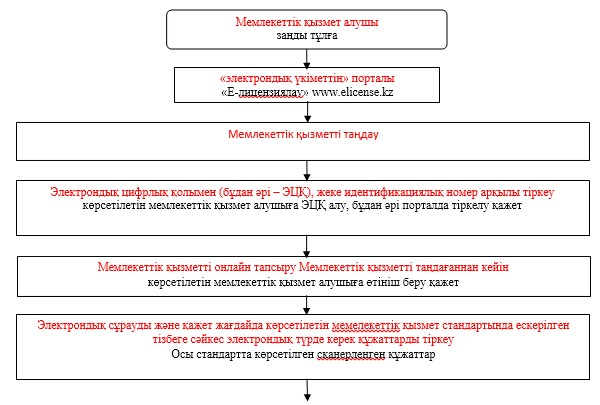 Мемлекеттік қызмет алушы
заңды тұлға
«электрондық үкіметтің» порталы
«Е-лицензиялау» www.elicense.kz
Мемлекеттік қызметті таңдау
Электрондық цифрлық қолымен (бұдан әрі – ЭЦҚ), жеке идентификациялық номер арқылы тіркеу
көрсетілетін мемлекеттік қызмет алушыға ЭЦҚ алу, бұдан әрі порталда тіркелу қажет
Мемлекеттік қызметті онлайн тапсыру Мемлекеттік қызметті таңдағаннан кейін
көрсетілетін мемлекеттік қызмет алушыға өтініш беру қажет
Электрондық сұрауды және қажет жағдайда көрсетілетін мемелекеттік қызмет стандартында ескерілген
тізбеге сәйкес электрондық түрде керек құжаттарды тіркеу
Осы стандартта көрсетілген сканерденген құжаттар